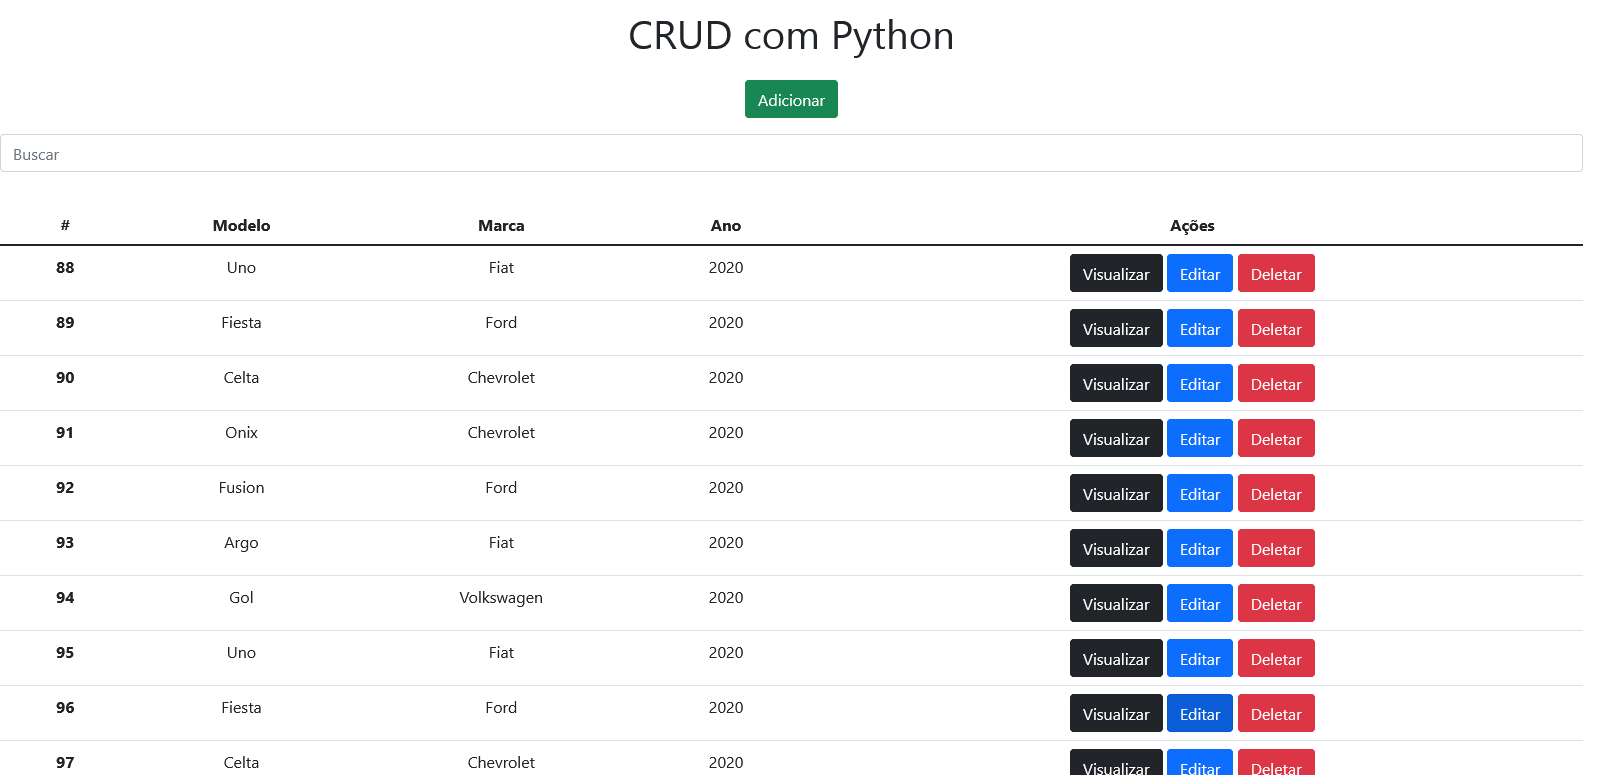 CRUD com Python
Adicionar
Buscar
# Modelo Marca Ano Ações
88 Uno Fiat 2020 Visualizar Editar Deletar
89 Fiesta Ford 2020 Visualizar Editar Deletar
90 Celta Chevrolet 2020 Visualizar Editar Deletar
91 Onix Chevrolet 2020 Visualizar Editar Deletar
92 Fusion Ford 2020 Visualizar Editar Deletar
93 Argo Fiat 2020 Visualizar Editar Deletar
94 Gol Volkswagen 2020 Visualizar Editar Deletar
95 Uno Fiat 2020 Visualizar Editar Deletar
96 Fiesta Ford 2020 Visualizar Editar Deletar
97 Celta Chevrolet 2020 Visualizar Editar Deletar